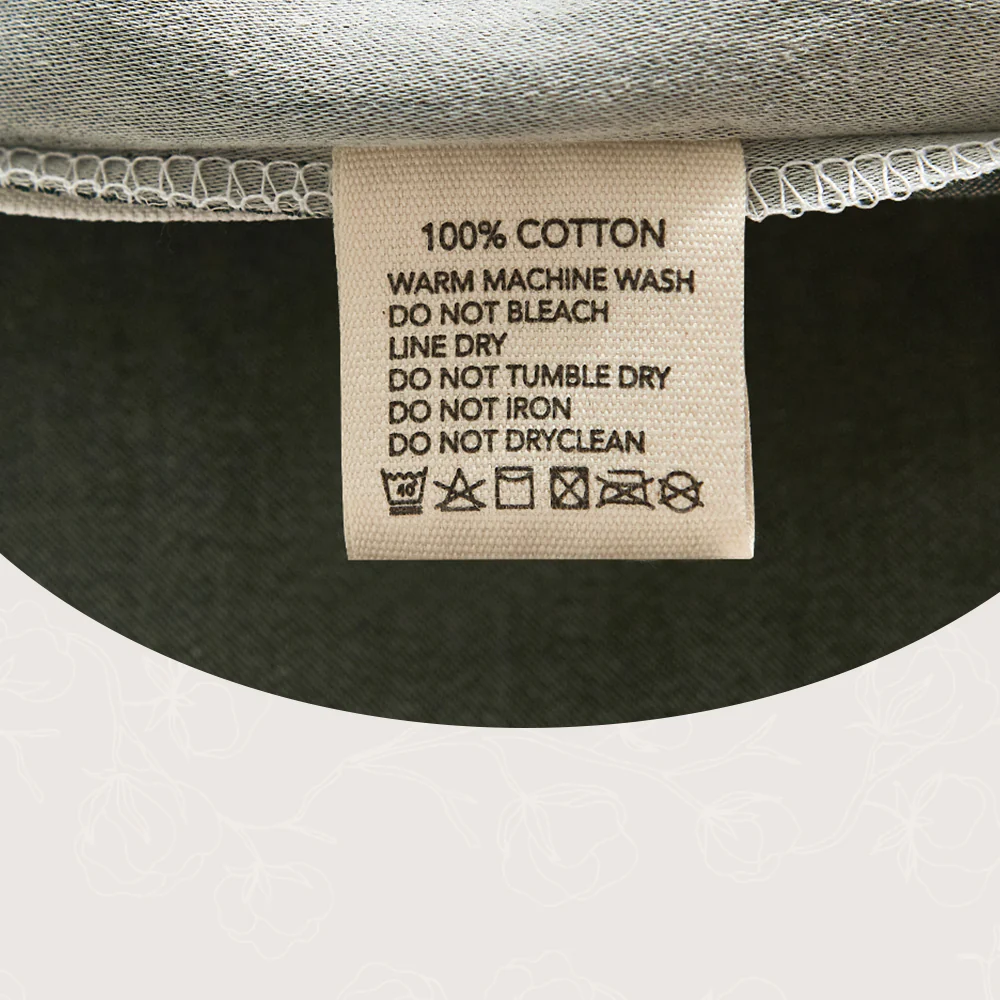 100% COTTON
WARM MACHINE WASH
DO NOT BLEACH
LINE DRY
DO NOT TUMBLE DRY
DO NOT IRON
DO NOT DRYCLEAN
40